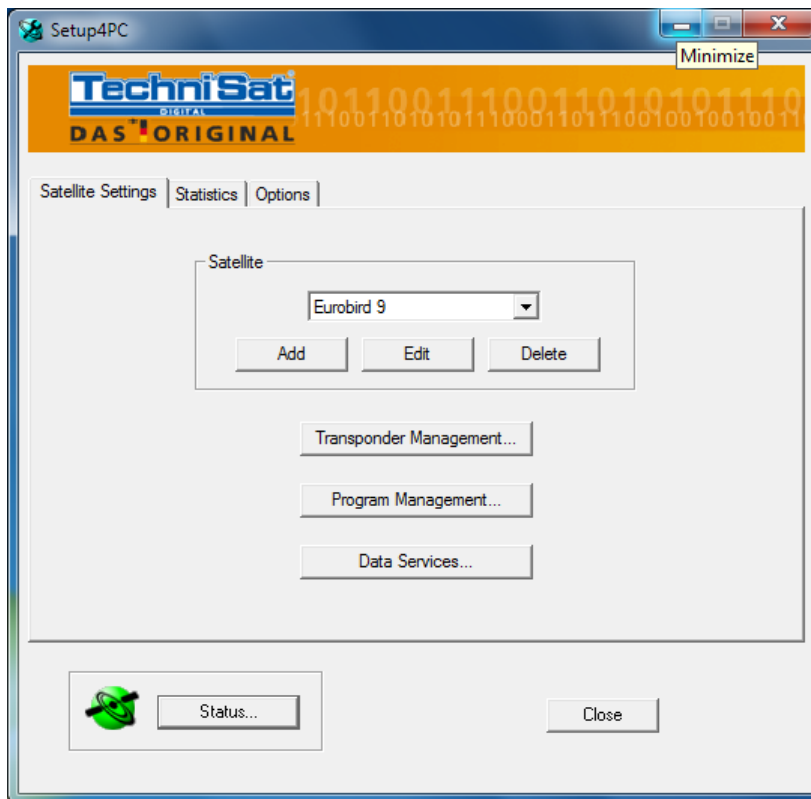 Setup4PC
Minimize
TechniSat
DIGITAL
DAS ORIGINAL
Satellite Settings
Statistics
Options
Satellite
Eurobird 9
Add
Edit
Delete
Transponder Management...
Program Management...
Data Services...
Status...
Close